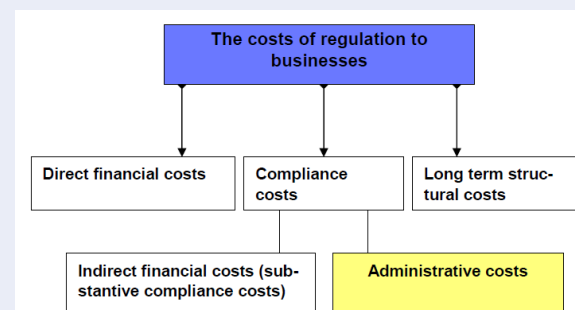 The costs of regulation to
businesses
Direct financial costs
Compliance
costs
Long term struc-
tural costs
Indirect financial costs (sub-
stantive compliance costs)
Administrative costs